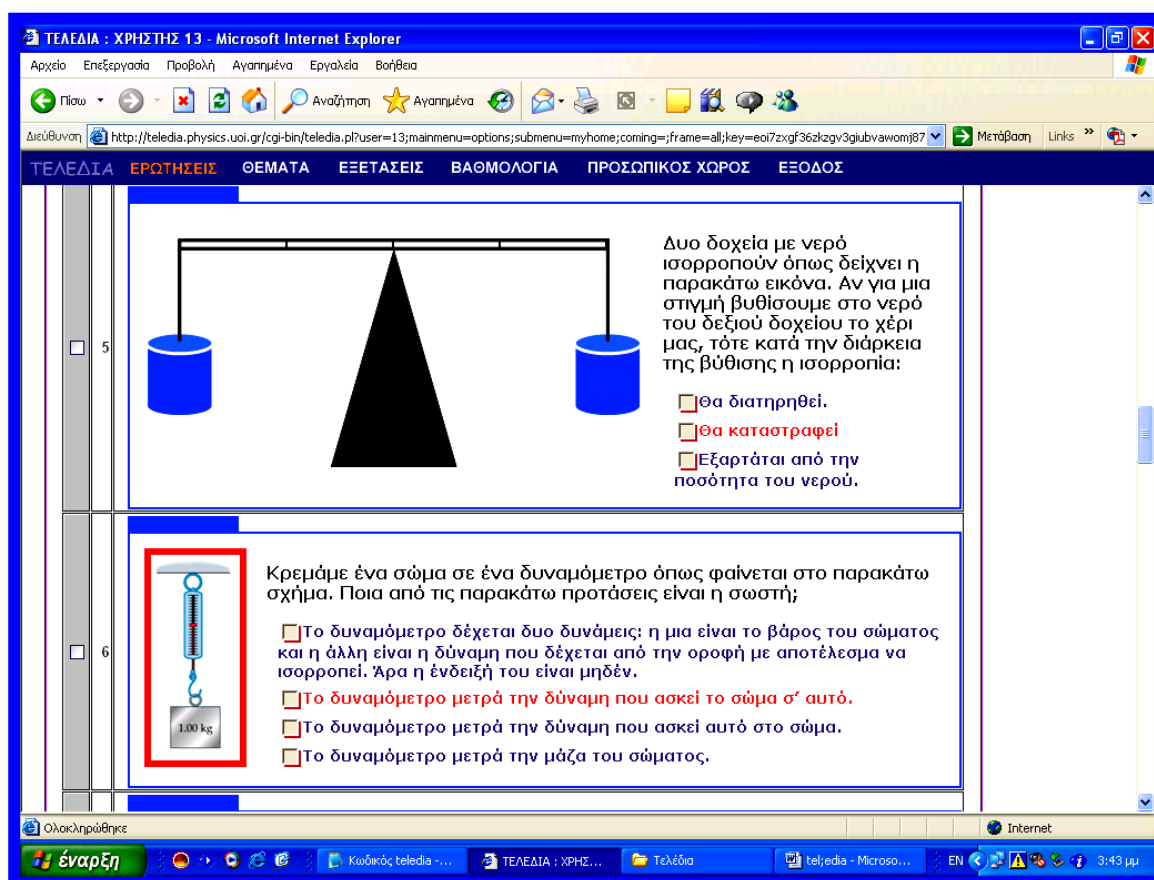 ΤΕΛΕΔΙΑ : ΧΡΗΣΤΗΣ 13 - Microsoft Internet Explorer
Αρχείο Επεξεργασία Προβολή Αγαπημένα Εργαλεία Βοήθεια
Πίσω Αναζήτηση Αγαπημένα
Διεύθυνση http://teledia.physics.uoi.gr/cgi-bin/teledia.pl?user=13;mainmenu=options;submenu=myhome;coming=;frame=all;key=eoi7zxgf36zkzgv3giubvawomj87 Μετάβαση Links »
ΤΕΛΕΔΙΑ ΕΡΩΤΗΣΕΙΣ ΘΕΜΑΤΑ ΕΞΕΤΑΣΕΙΣ ΒΑΘΜΟΛΟΓΙΑ ΠΡΟΣΩΠΙΚΟΣ ΧΩΡΟΣ ΕΞΟΔΟΣ
5
Δυο δοχεία με νερό
ισορροπούν όπως δείχνει η
παρακάτω εικόνα. Αν για μια
στιγμή βυθίσουμε στο νερό
του δεξιού δοχείου το χέρι
μας, τότε κατά την διάρκεια
της βύθισης η ισορροπία:
Θα διατηρηθεί.
Θα καταστραφεί
Εξαρτάται από την
ποσότητα του νερού.
6
Κρεμάμε ένα σώμα σε ένα δυναμόμετρο όπως φαίνεται στο παρακάτω
σχήμα. Ποια από τις παρακάτω προτάσεις είναι η σωστή;
Το δυναμόμετρο δέχεται δυο δυνάμεις: η μια είναι το βάρος του σώματος
και η άλλη είναι η δύναμη που δέχεται από την οροφή με αποτέλεσμα να
ισορροπεί. Άρα η ένδειξή του είναι μηδέν.
Το δυναμόμετρο μετρά την δύναμη που ασκεί το σώμα σ' αυτό.
Το δυναμόμετρο μετρά την δύναμη που ασκεί αυτό στο σώμα.
Το δυναμόμετρο μετρά την μάζα του σώματος.
1.00 kg
Ολοκληρώθηκε Internet
έναρξη Κωδικός teledia -... ΤΕΛΕΔΙΑ : ΧΡΗΣ... Τελέδια tel;edia - Microso... EN 3:43 μμ